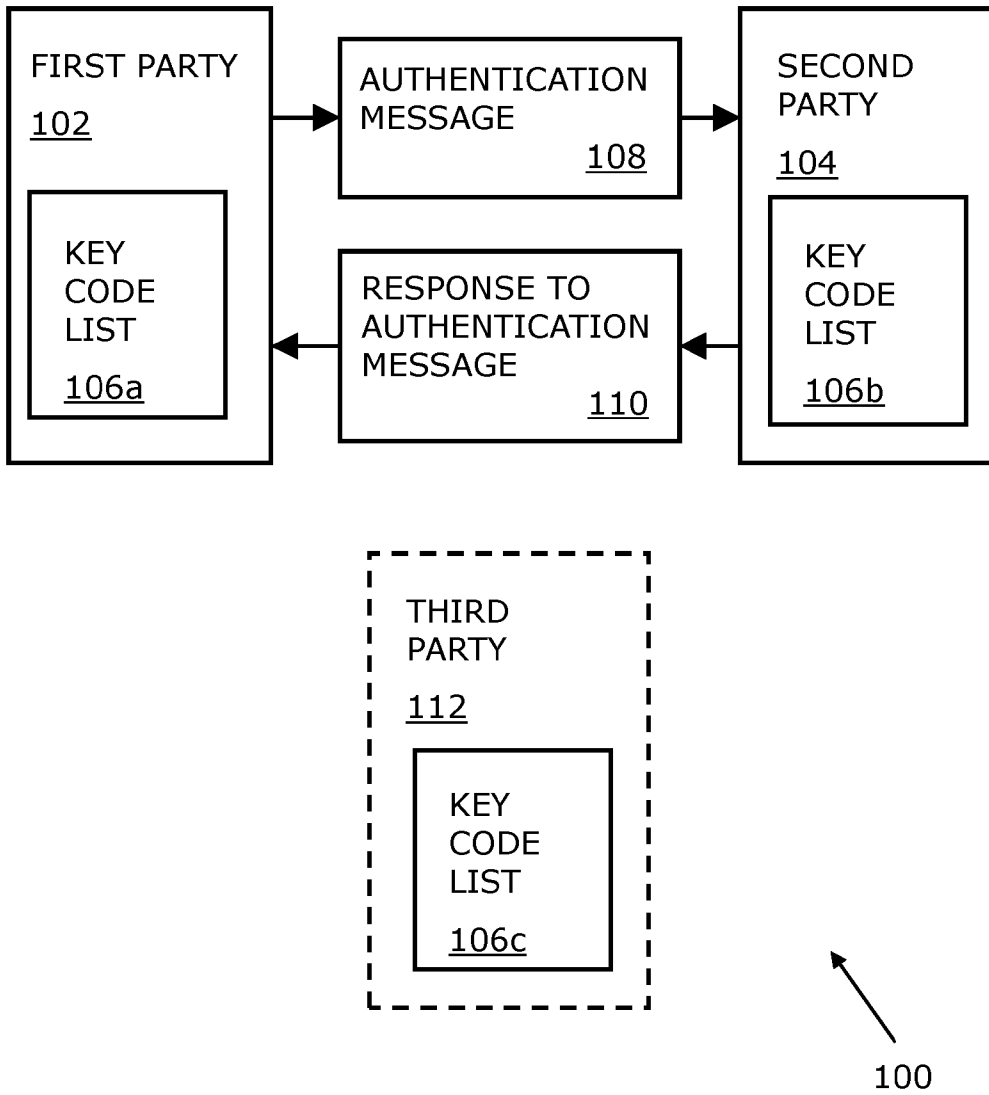 FIRST PARTY
102
KEY
CODE
LIST
106a
AUTHENTICATION
MESSAGE
108
RESPONSE TO
AUTHENTICATION
MESSAGE
110
SECOND
PARTY
104
KEY
CODE
LIST
106b
THIRD
PARTY
112
KEY
CODE
LIST
106c
100